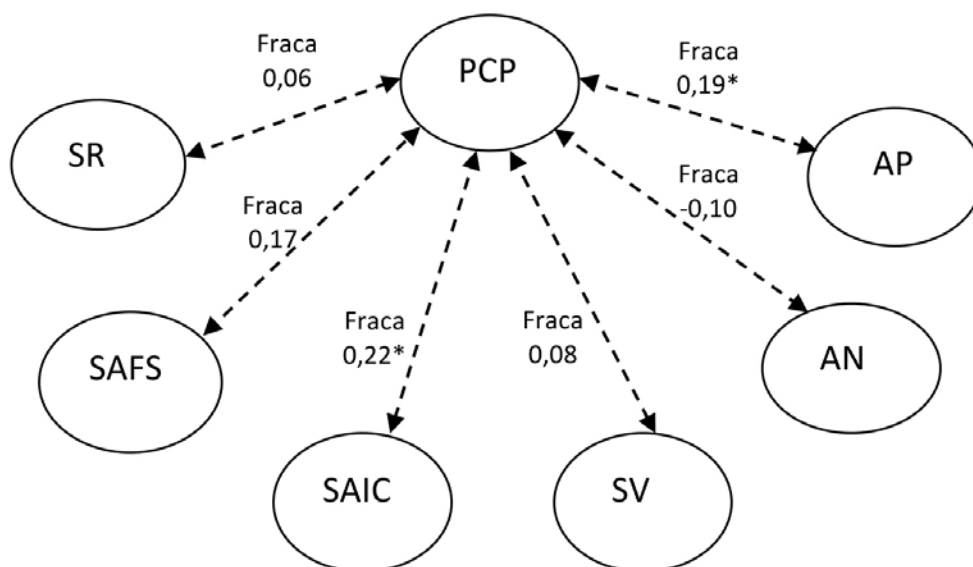 Fraca
0,06
PCP
Fraca
0,19*
SR
AP
Fraca
0,17
Fraca
-0,10
SAFS
Fraca
0,22*
Fraca
0,08
AN
SAIC
SV